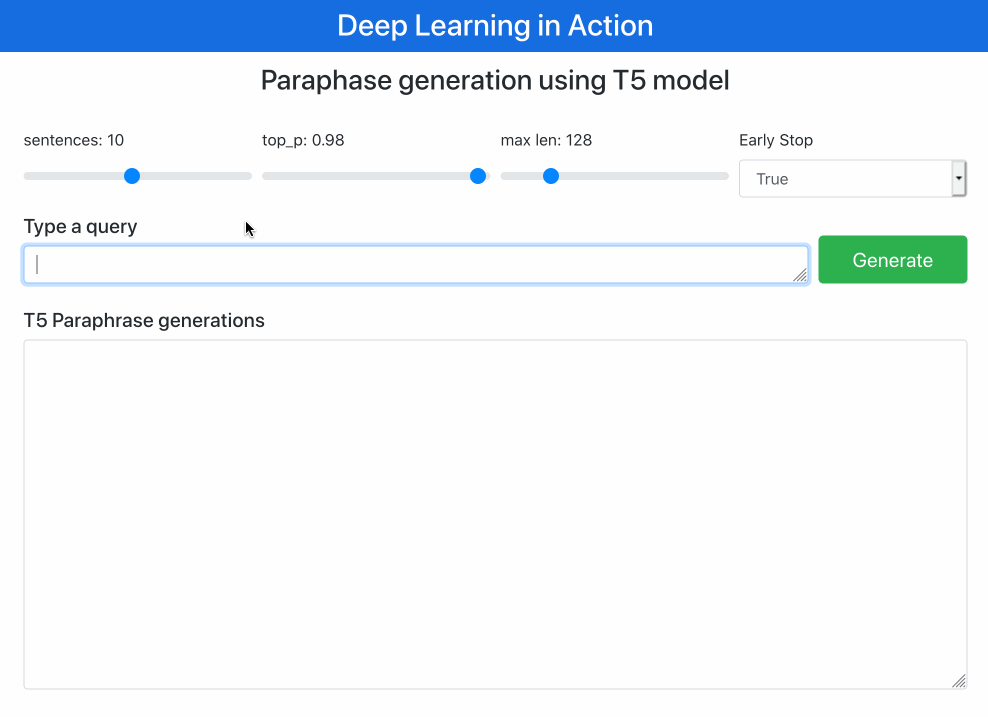 Deep Learning in Action
Paraphase generation using T5 model
sentences: 10 top_p: 0.98 max len: 128 Early Stop
True
Type a query
Generate
T5 Paraphrase generations